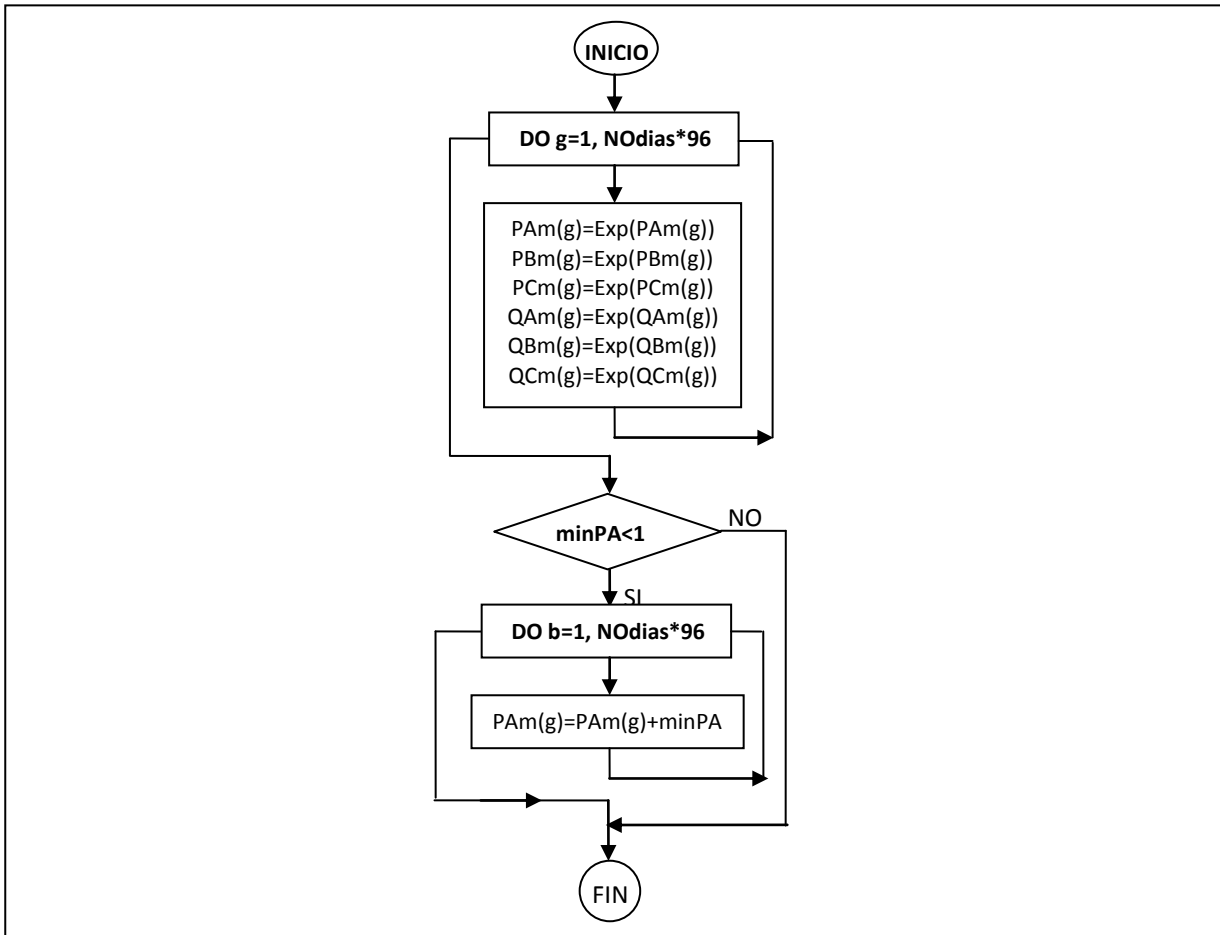 INICIO
DO g=1, NOdias*96
PAm(g)=Exp(PAm(g))
PBm(g)=Exp(PBm(g))
PCm(g)=Exp(PCm(g))
QAm(g)=Exp(QAm(g))
QBm(g)=Exp(QBm(g))
QCm(g)=Exp(QCm(g))
minPA<1
NO
SI
DO b=1, NOdias*96
PAm(g)=PAm(g)+minPA
FIN